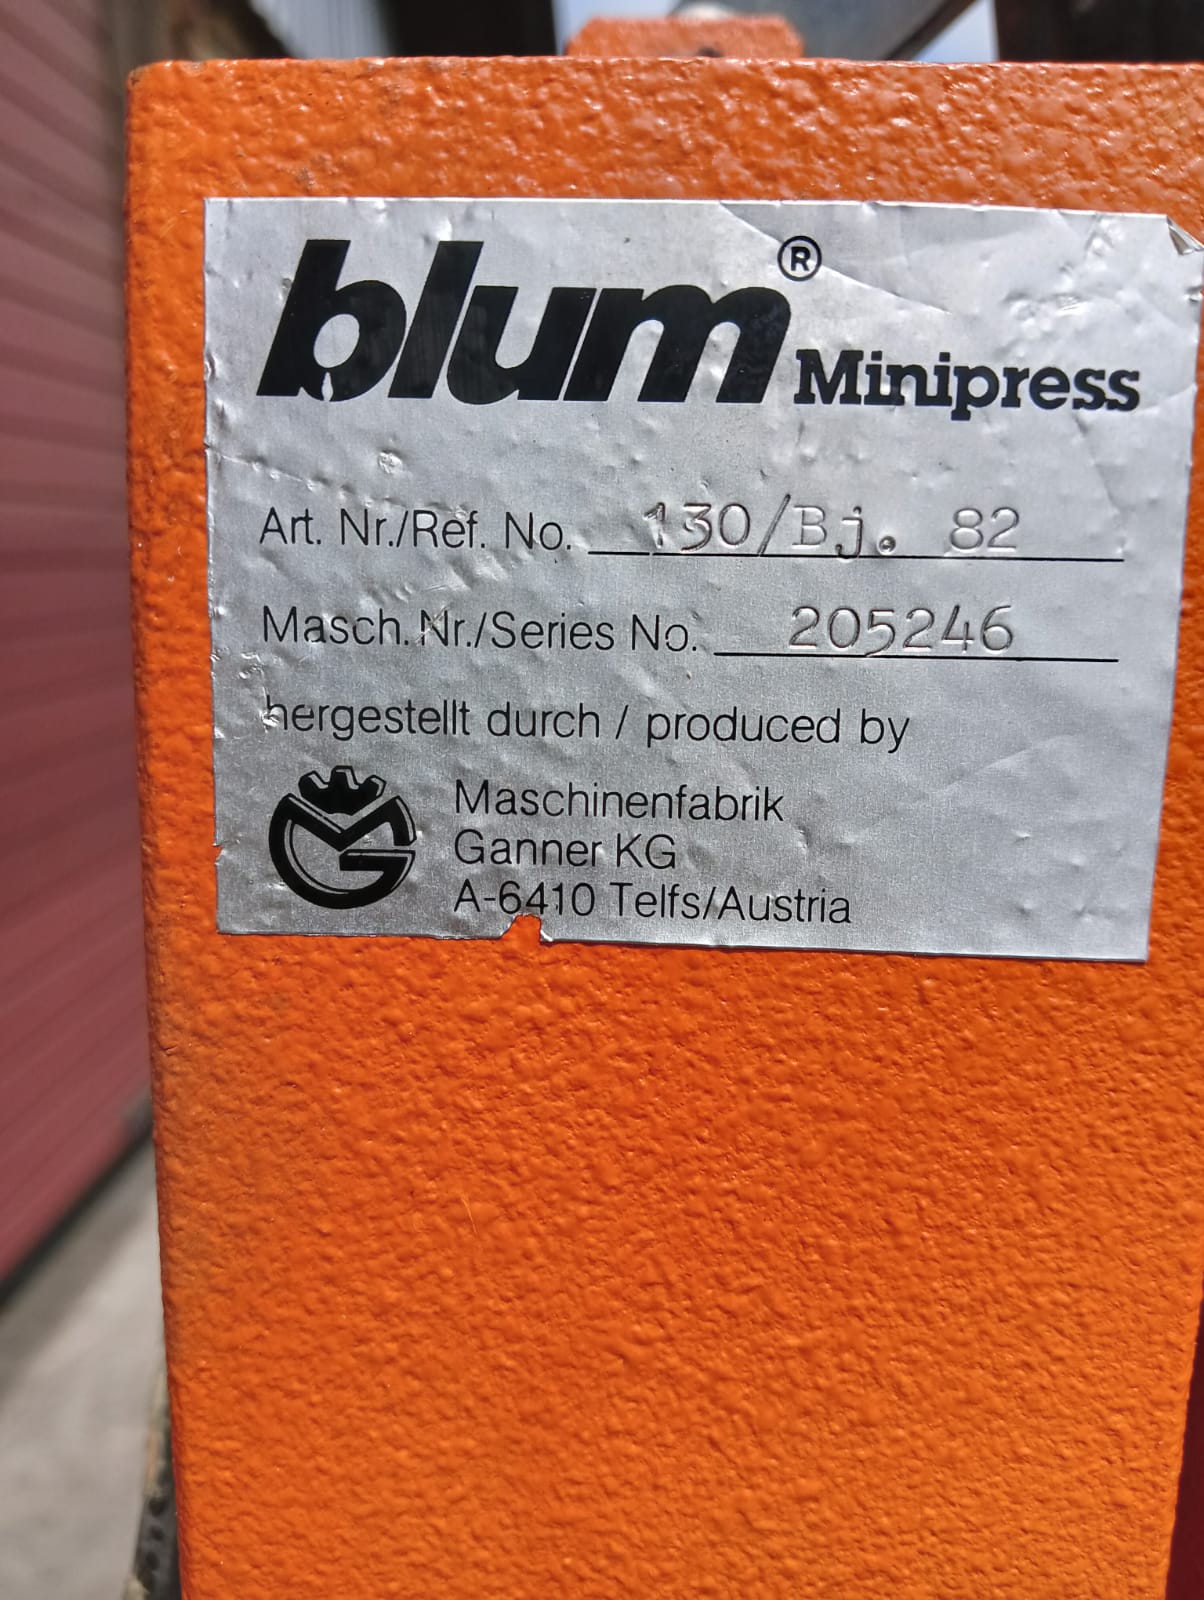 blum® Minipress
Art. Nr./Ref. No. 130/Bj. 82
Masch. Nr./Series No. 205246
hergestellt durch / produced by
MG
Maschinenfabrik
Ganner KG
A-6410 Telfs/Austria